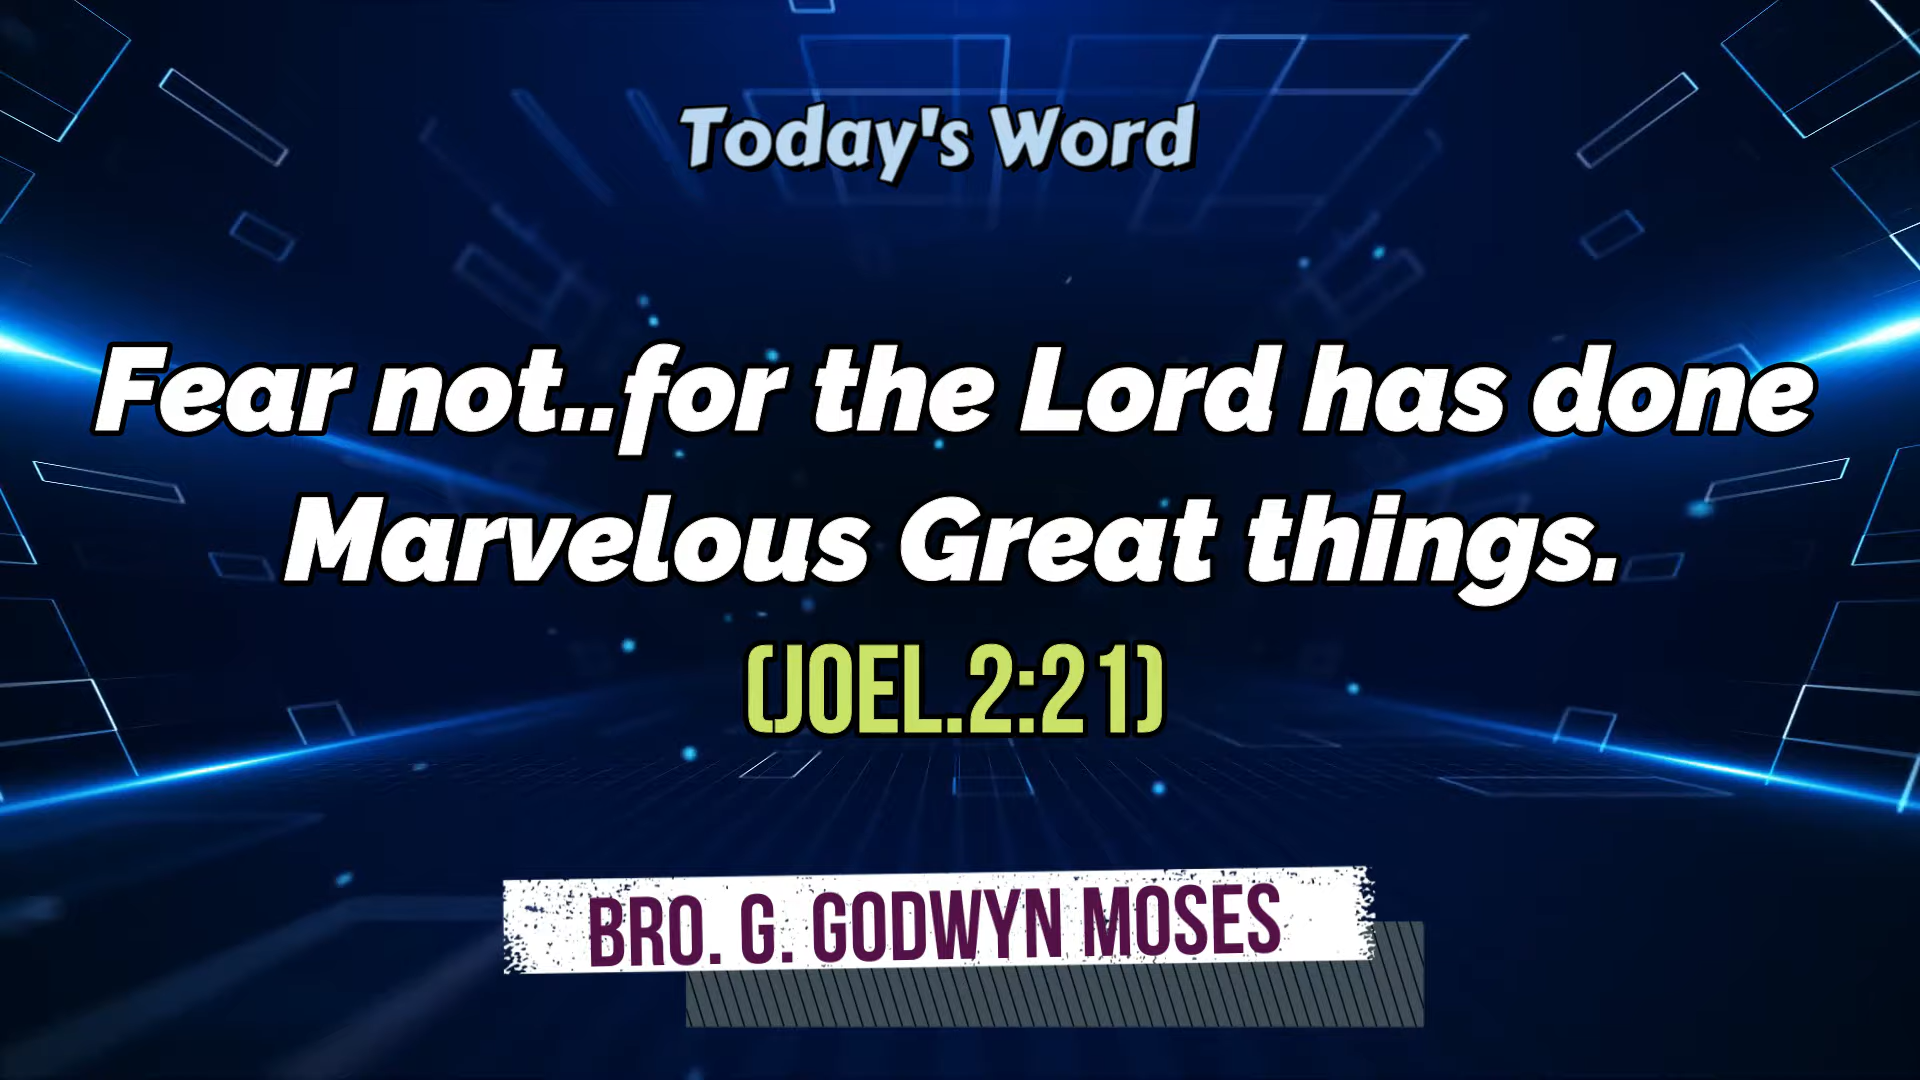 Today's Word
Fear not..for the Lord has done
Marvelous Great things.
(JOEL.2:21)
BRO. G. GODWYN MOSES